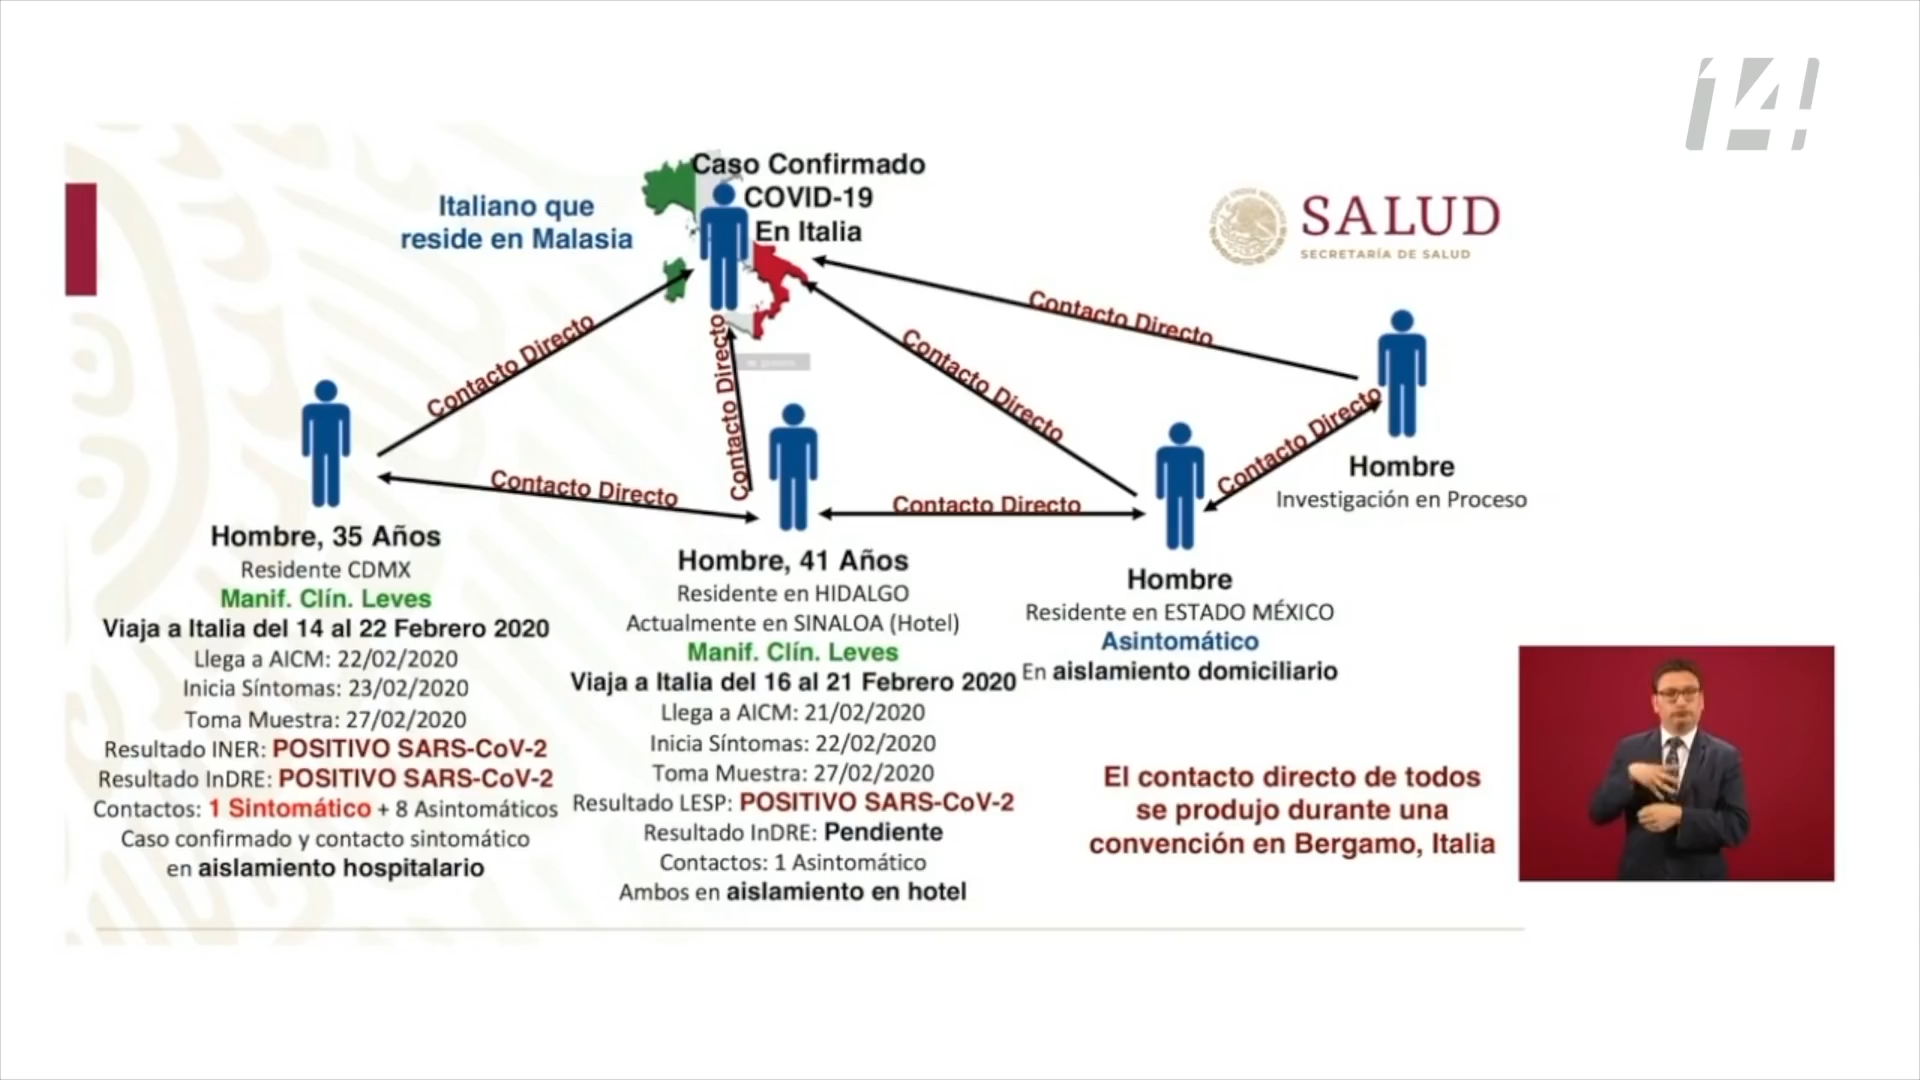 14!
Caso Confirmado
COVID-19
En Italia
Italiano que
reside en Malasia
SALUD
SECRETARÍA DE SALUD
Contacto Directo
Contacto Directo
Contacto Directo
Contacto Directo
Contacto Directo
Contacto Directo
Contacto Directo
Hombre, 35 Años
Residente CDMX
Manif. Clín. Leves
Viaja a Italia del 14 al 22 Febrero 2020
Llega a AICM: 22/02/2020
Inicia Síntomas: 23/02/2020
Toma Muestra: 27/02/2020
Resultado INER: POSITIVO SARS-CoV-2
Resultado InDRE: POSITIVO SARS-CoV-2
Contactos: 1 Sintomático + 8 Asintomáticos
Caso confirmado y contacto sintomático
en aislamiento hospitalario
Hombre, 41 Años
Residente en HIDALGO
Actualmente en SINALOA (Hotel)
Manif. Clín. Leves
Viaja a Italia del 16 al 21 Febrero 2020
Llega a AICM: 21/02/2020
Inicia Síntomas: 22/02/2020
Toma Muestra: 27/02/2020
Resultado LESP: POSITIVO SARS-CoV-2
Resultado InDRE: Pendiente
Contactos: 1 Asintomático
Ambos en aislamiento en hotel
Hombre
Residente en ESTADO MÉXICO
Asintomático
En aislamiento domiciliario
Hombre
Investigación en Proceso
El contacto directo de todos
se produjo durante una
convención en Bergamo, Italia